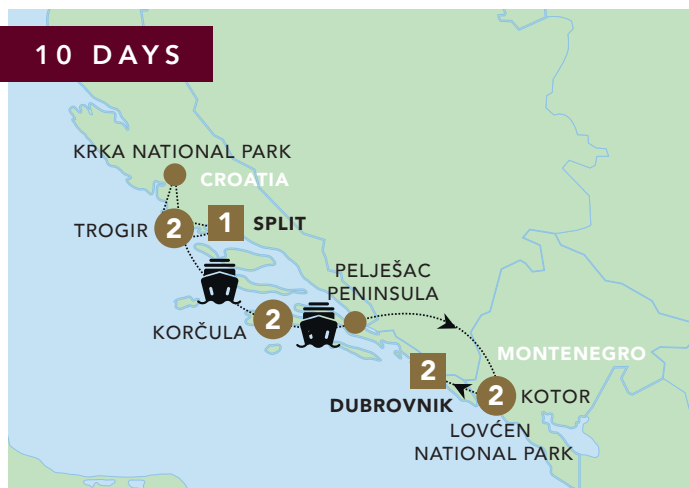 10 DAYS
KRKA NATIONAL PARK
CROATIA
TROGIR
2
1
SPLIT
PELJEŠAC
PENINSULA
KORČULA
2
MONTENEGRO
2
DUBROVNIK
2
KOTOR
LOVĆEN
NATIONAL PARK